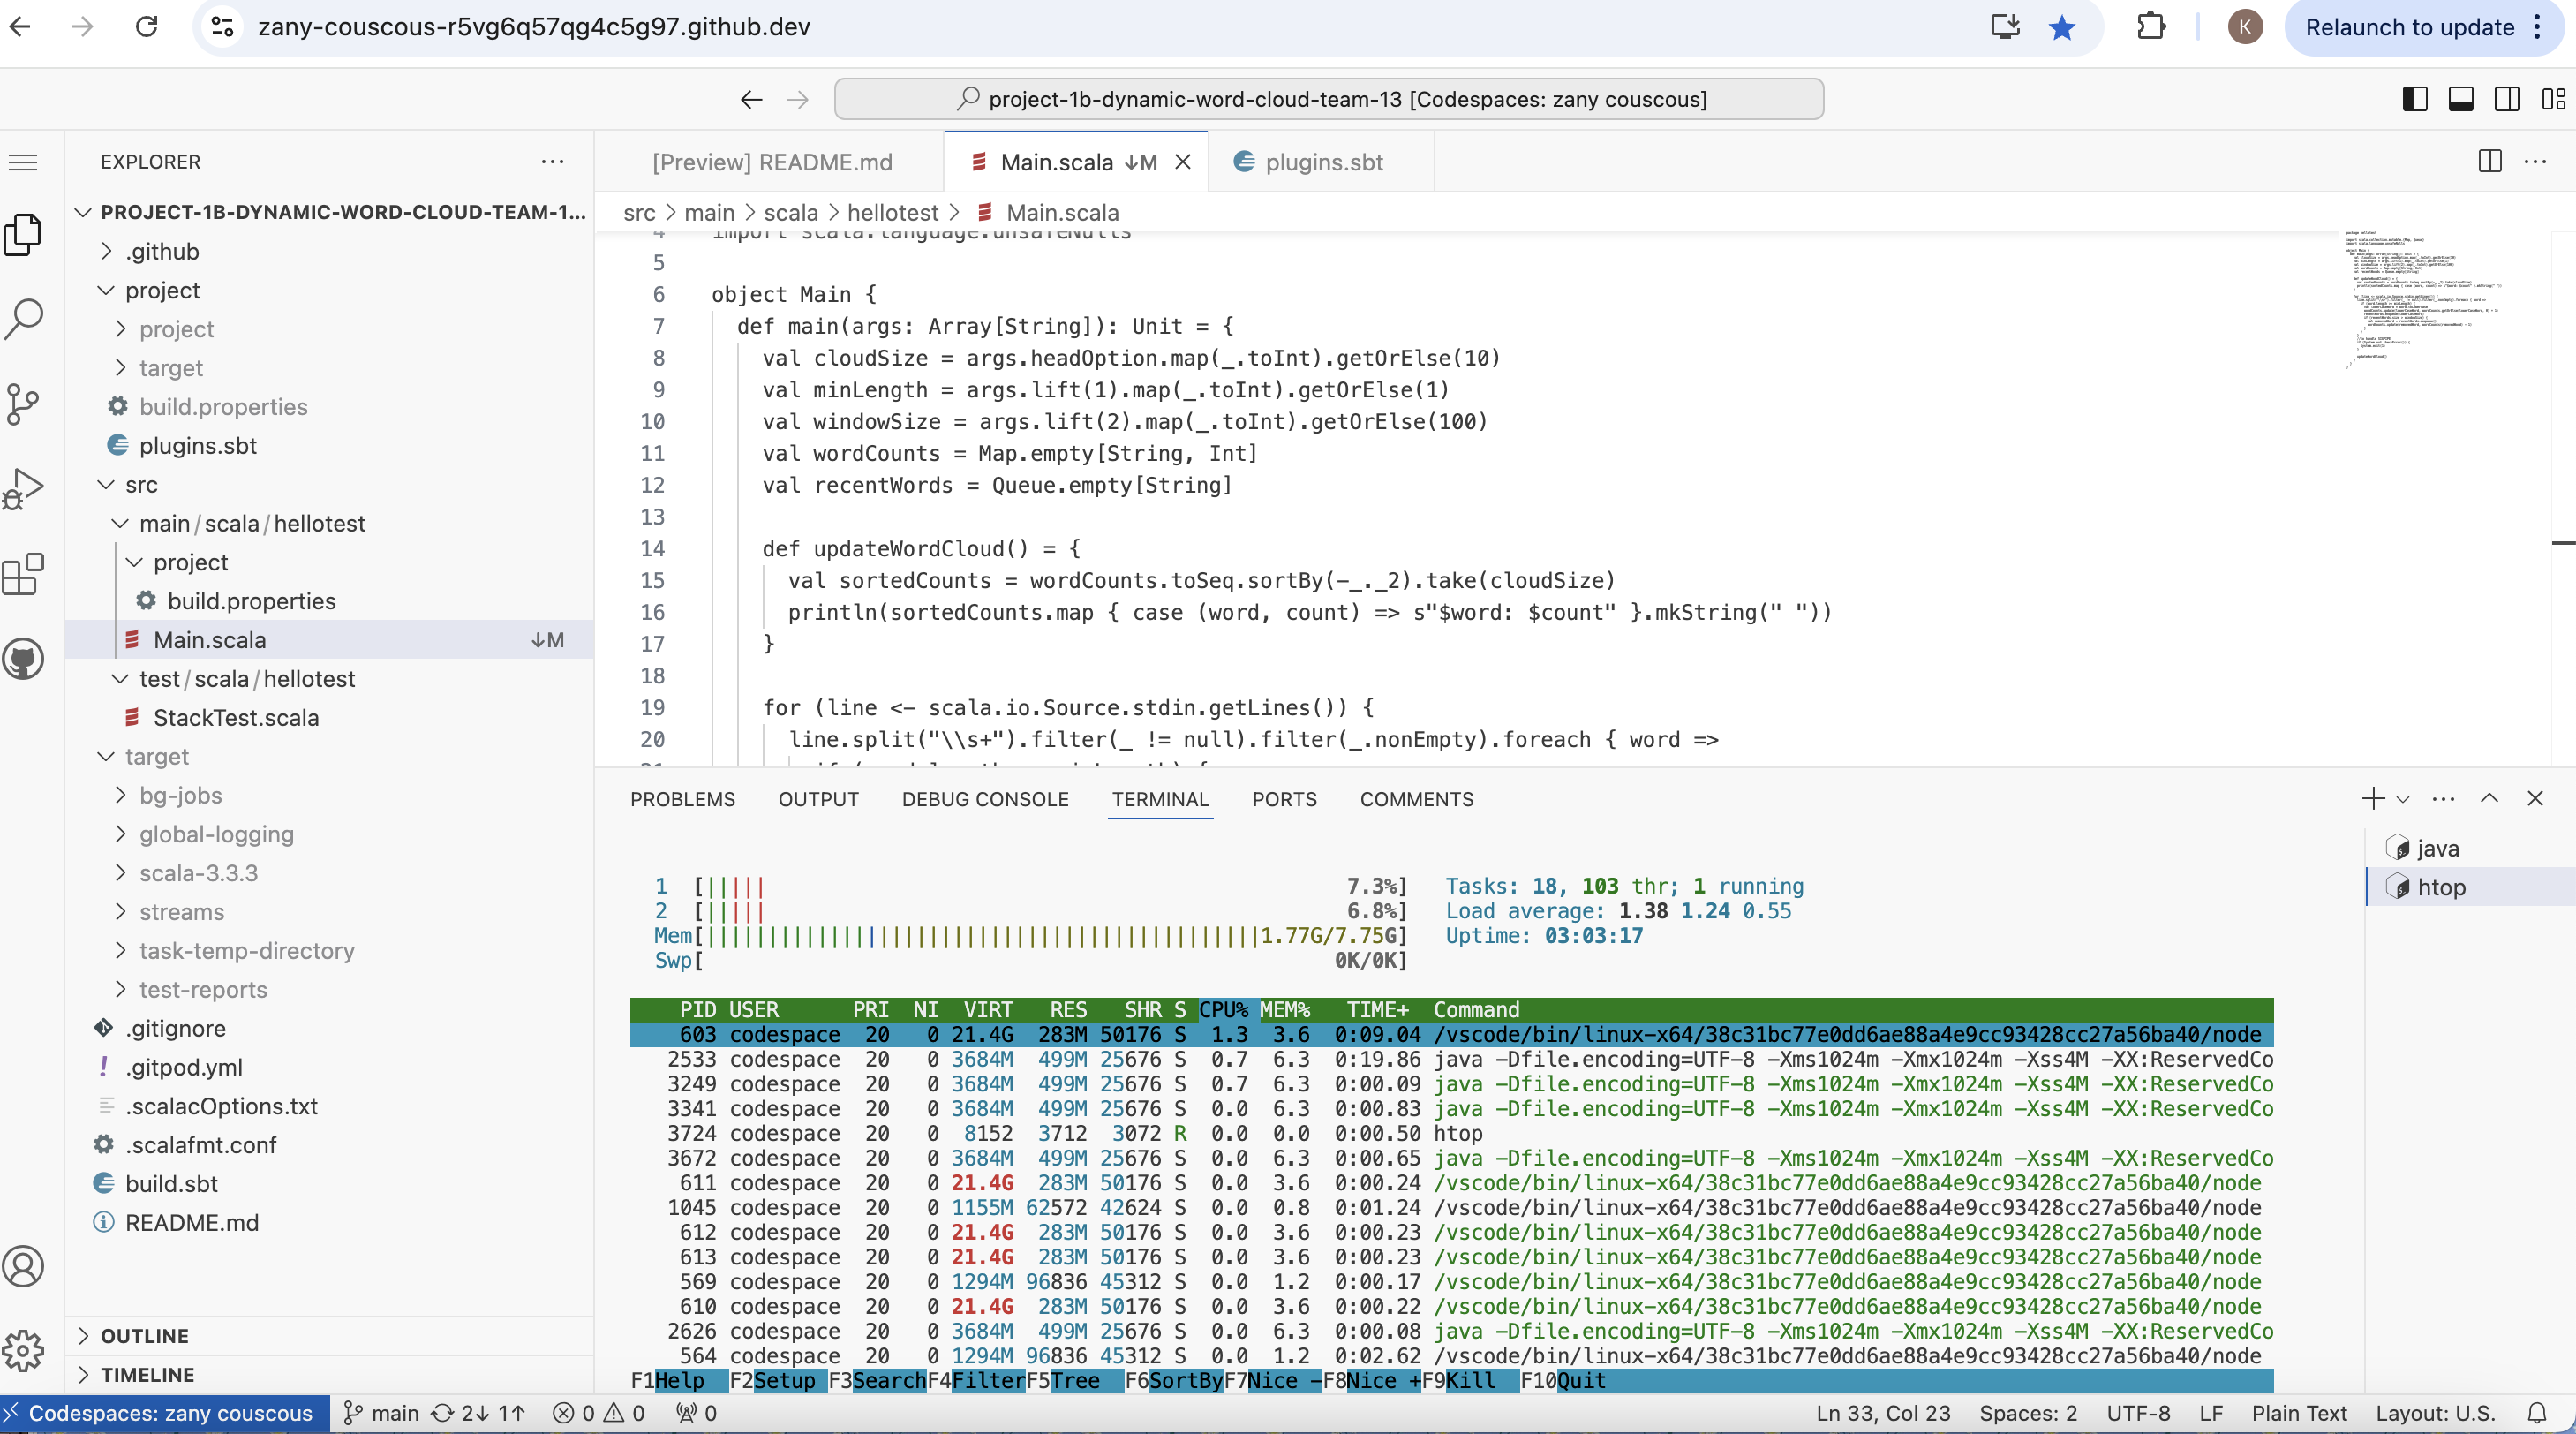 zany-couscous-r5vg6q57qg4c5g97.github.dev
K
Relaunch to update
project-1b-dynamic-word-cloud-team-13 [Codespaces: zany couscous]
EXPLORER
PROJECT-1B-DYNAMIC-WORD-CLOUD-TEAM-1...
.github
project
project
target
build.properties
plugins.sbt
src
main/scala/hellotest
project
build.properties
Main.scala ↓M
test/scala/hellotest
StackTest.scala
target
bg-jobs
global-logging
scala-3.3.3
streams
task-temp-directory
test-reports
.gitignore
.gitpod.yml
.scalacOptions.txt
.scalafmt.conf
build.sbt
README.md
OUTLINE
TIMELINE
[Preview] README.md
Main.scala ↓M
plugins.sbt
src > main > scala > hellotest > Main.scala
4 import scala.language.unsafeNulls
5
6 object Main {
7 def main(args: Array[String]): Unit = {
8 val cloudSize = args.headOption.map(_.toInt).getOrElse(10)
9 val minLength = args.lift(1).map(_.toInt).getOrElse(1)
10 val windowSize = args.lift(2).map(_.toInt).getOrElse(100)
11 val wordCounts = Map.empty[String, Int]
12 val recentWords = Queue.empty[String]
13
14 def updateWordCloud() = {
15 val sortedCounts = wordCounts.toSeq.sortBy(-_._2).take(cloudSize)
16 println(sortedCounts.map { case (word, count) => s"$word: $count" }.mkString(" "))
17 }
18
19 for (line <- scala.io.Source.stdin.getLines()) {
20 line.split("\\s+").filter(_ != null).filter(_.nonEmpty).foreach { word =>
PROBLEMS OUTPUT DEBUG CONSOLE TERMINAL PORTS COMMENTS
java
htop
1 [||||| 7.3%] Tasks: 18, 103 thr; 1 running
2 [||||| 6.8%] Load average: 1.38 1.24 0.55
Mem[||||||||||||||||||||||||||||||||||||||||||||||1.77G/7.75G] Uptime: 03:03:17
Swp[ 0K/0K]
PID USER PRI NI VIRT RES SHR S CPU% MEM% TIME+ Command
603 codespace 20 0 21.4G 283M 50176 S 1.3 3.6 0:09.04 /vscode/bin/linux-x64/38c31bc77e0dd6ae88a4e9cc93428cc27a56ba40/node
2533 codespace 20 0 3684M 499M 25676 S 0.7 6.3 0:19.86 java -Dfile.encoding=UTF-8 -Xms1024m -Xmx1024m -Xss4M -XX:ReservedCo
3249 codespace 20 0 3684M 499M 25676 S 0.7 6.3 0:00.09 java -Dfile.encoding=UTF-8 -Xms1024m -Xmx1024m -Xss4M -XX:ReservedCo
3341 codespace 20 0 3684M 499M 25676 S 0.0 6.3 0:00.83 java -Dfile.encoding=UTF-8 -Xms1024m -Xmx1024m -Xss4M -XX:ReservedCo
3724 codespace 20 0 8152 3712 3072 R 0.0 0.0 0:00.50 htop
3672 codespace 20 0 3684M 499M 25676 S 0.0 6.3 0:00.65 java -Dfile.encoding=UTF-8 -Xms1024m -Xmx1024m -Xss4M -XX:ReservedCo
611 codespace 20 0 21.4G 283M 50176 S 0.0 3.6 0:00.24 /vscode/bin/linux-x64/38c31bc77e0dd6ae88a4e9cc93428cc27a56ba40/node
1045 codespace 20 0 1155M 62572 42624 S 0.0 0.8 0:01.24 /vscode/bin/linux-x64/38c31bc77e0dd6ae88a4e9cc93428cc27a56ba40/node
612 codespace 20 0 21.4G 283M 50176 S 0.0 3.6 0:00.23 /vscode/bin/linux-x64/38c31bc77e0dd6ae88a4e9cc93428cc27a56ba40/node
613 codespace 20 0 21.4G 283M 50176 S 0.0 3.6 0:00.23 /vscode/bin/linux-x64/38c31bc77e0dd6ae88a4e9cc93428cc27a56ba40/node
569 codespace 20 0 1294M 96836 45312 S 0.0 1.2 0:00.17 /vscode/bin/linux-x64/38c31bc77e0dd6ae88a4e9cc93428cc27a56ba40/node
610 codespace 20 0 21.4G 283M 50176 S 0.0 3.6 0:00.22 /vscode/bin/linux-x64/38c31bc77e0dd6ae88a4e9cc93428cc27a56ba40/node
2626 codespace 20 0 3684M 499M 25676 S 0.0 6.3 0:00.08 java -Dfile.encoding=UTF-8 -Xms1024m -Xmx1024m -Xss4M -XX:ReservedCo
564 codespace 20 0 1294M 96836 45312 S 0.0 1.2 0:02.62 /vscode/bin/linux-x64/38c31bc77e0dd6ae88a4e9cc93428cc27a56ba40/node
F1Help F2Setup F3SearchF4FilterF5Tree F6SortByF7Nice -F8Nice +F9Kill F10Quit
Codespaces: zany couscous main 2↓ 1↑ 0 0 0 Ln 33, Col 23 Spaces: 2 UTF-8 LF Plain Text Layout: U.S.